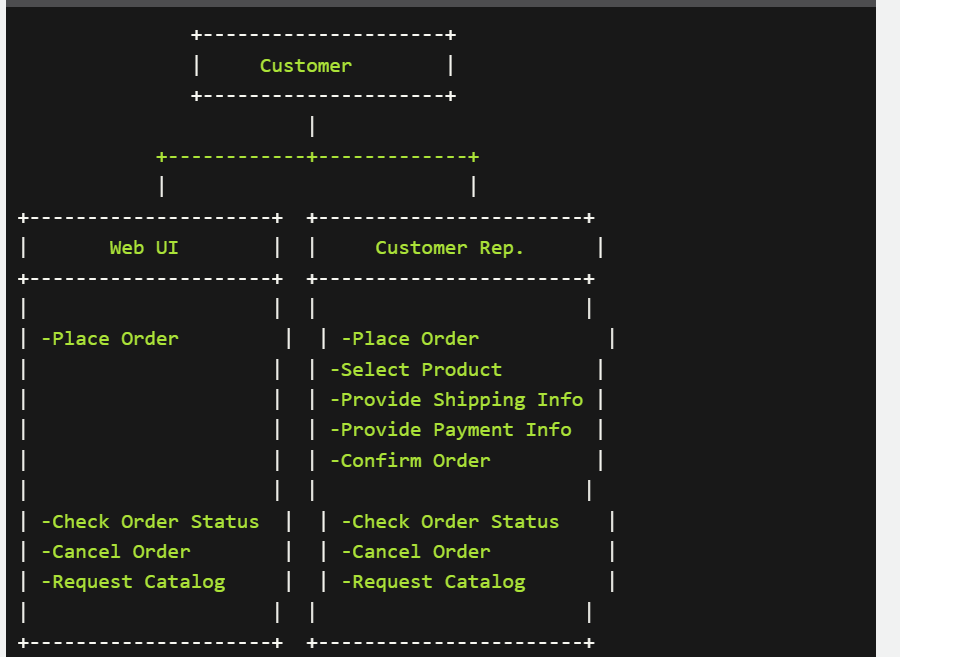 +---------------------+
|     Customer        |
+---------------------+
|
+------------+-------------+
|                          |
+---------------------+  +-----------------------+
|       Web UI        |  |     Customer Rep.      |
+---------------------+  +-----------------------+
|                     |  |                       |
| -Place Order         |  | -Place Order           |
|                     |  | -Select Product        |
|                     |  | -Provide Shipping Info |
|                     |  | -Provide Payment Info  |
|                     |  | -Confirm Order         |
|                     |  |                       |
| -Check Order Status  |  | -Check Order Status    |
| -Cancel Order        |  | -Cancel Order          |
| -Request Catalog     |  | -Request Catalog       |
|                     |  |                       |
+---------------------+  +-----------------------+